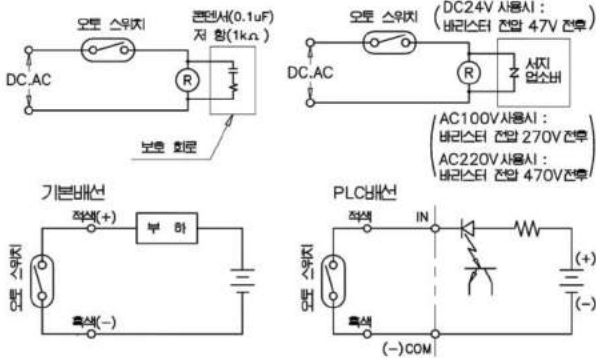 오토 스위치
콘덴서(0.1uF)
저 항(1kΩ)
DC.AC
R
보호 회로
(DC24V 사용시 :
바리스터 전압 47V 전후)
오토 스위치
DC.AC
R
서지
업소버
(AC100V사용시 :
바리스터 전압 270V전후
AC220V사용시 :
바리스터 전압 470V전후)
기본배선
적색(+)
부 하
오토 스위치
흑색(-)
PLC배선
적색
IN
오토 스위치
(+)
(-)
흑색
(-)COM